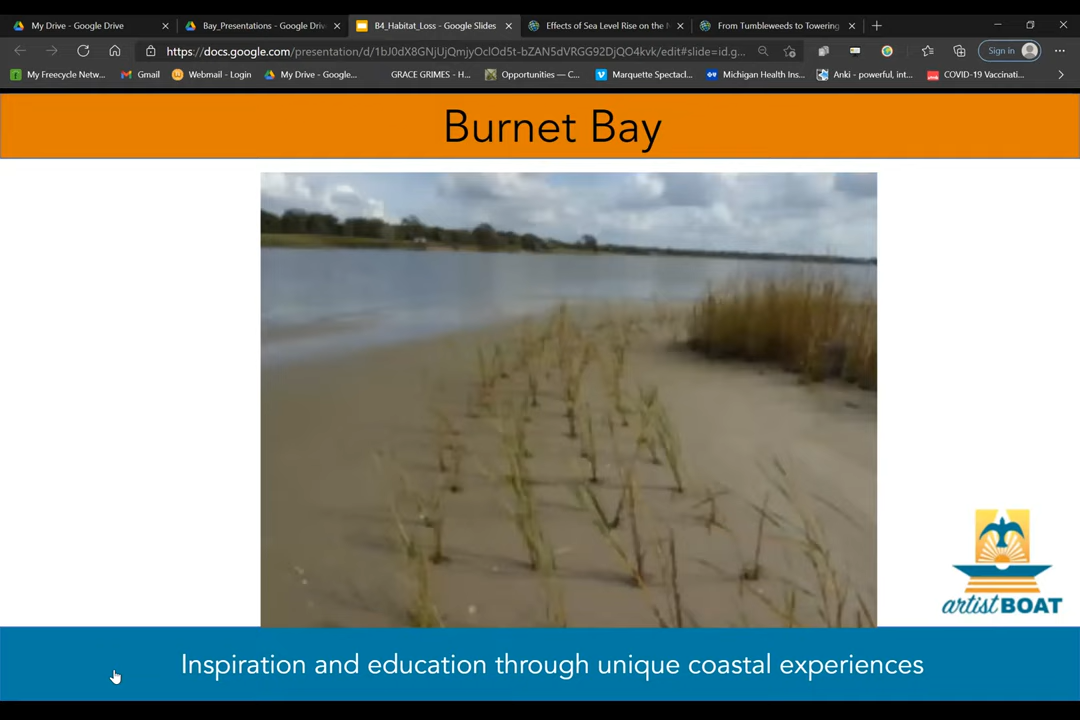 My Drive - Google Drive
Bay_Presentations - Google Driv
B4_Habitat_Loss - Google Slides
Effects of Sea Level Rise on the N
From Tumbleweeds to Towering
https://docs.google.com/presentation/d/1bJ0dX8GNjUjQmjyOclOd5t-bZAN5dVRGG92DjQO4kvk/edit#slide=id.g...
Sign in
My Freecycle Netw...
Gmail
Webmail - Login
My Drive - Google...
GRACE GRIMES - H...
Opportunities — C...
Marquette Spectacl...
Michigan Health Ins...
Anki - powerful, int...
COVID-19 Vaccinati...
Burnet Bay
artist BOAT
Inspiration and education through unique coastal experiences